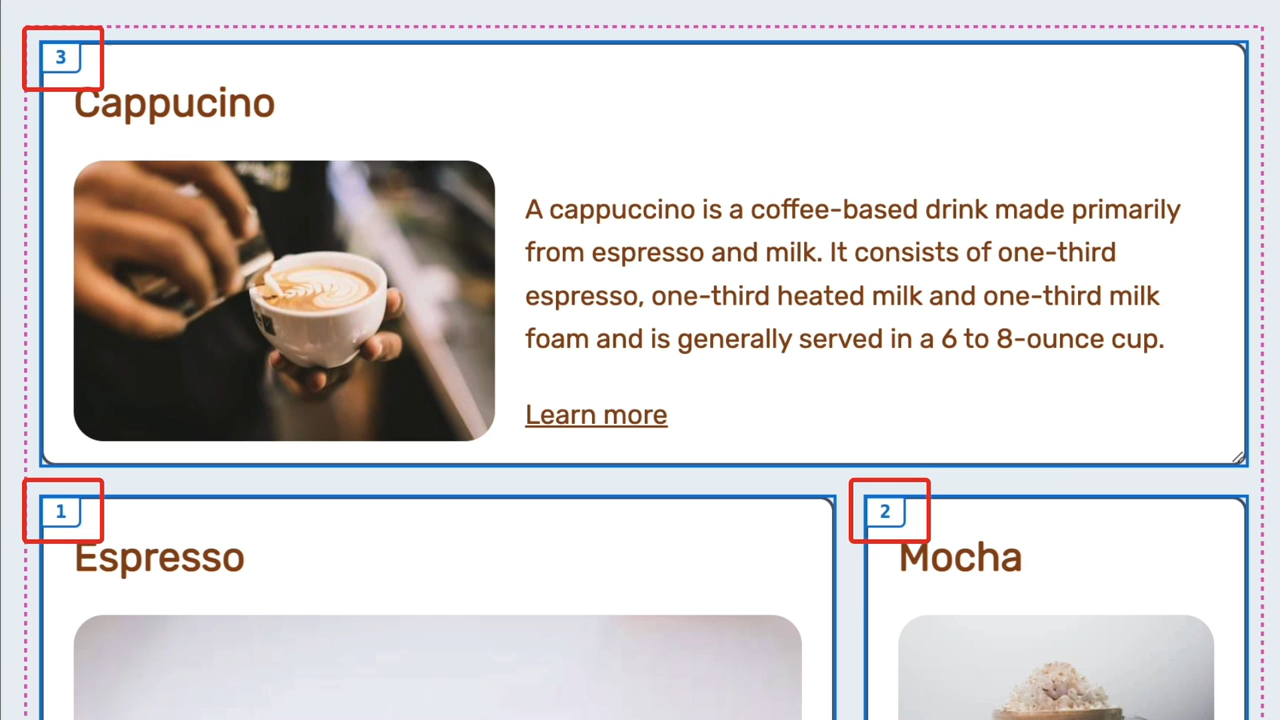 3
Cappucino
A cappuccino is a coffee-based drink made primarily
from espresso and milk. It consists of one-third
espresso, one-third heated milk and one-third milk
foam and is generally served in a 6 to 8-ounce cup.
Learn more
1
Espresso
2
Mocha